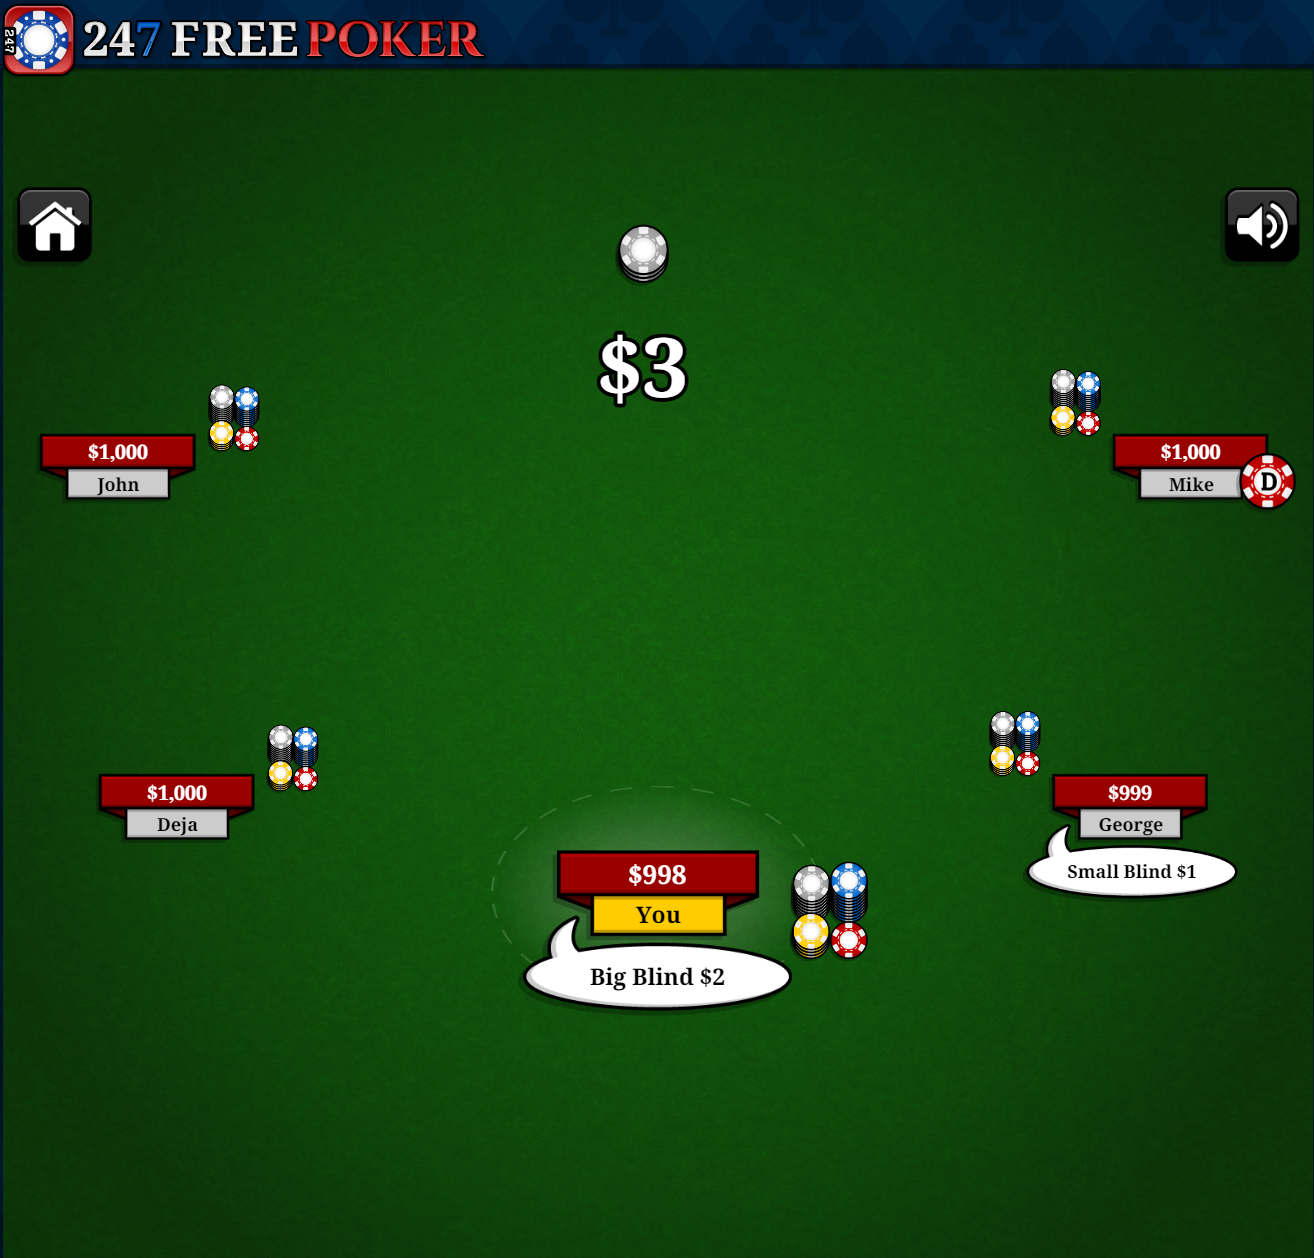 247
247 FREE POKER
$3
$1,000
John
$1,000
Mike
D
$1,000
Deja
$999
George
Small Blind $1
$998
You
Big Blind $2